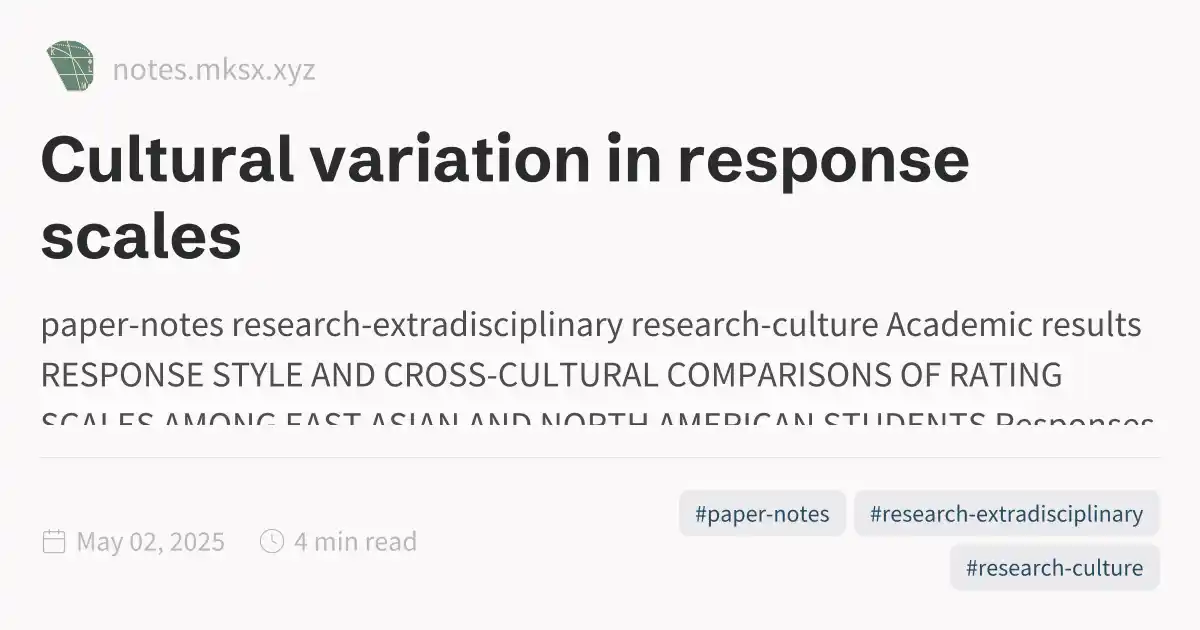 notes.mksx.xyz
Cultural variation in response
scales
paper-notes research-extradisciplinary research-culture Academic results
RESPONSE STYLE AND CROSS-CULTURAL COMPARISONS OF RATING
SCALES AMONG EAST ASIAN AND NORTH AMERICAN STUDENTS Responses
May 02, 2025
4 min read
#paper-notes
#research-extradisciplinary
#research-culture